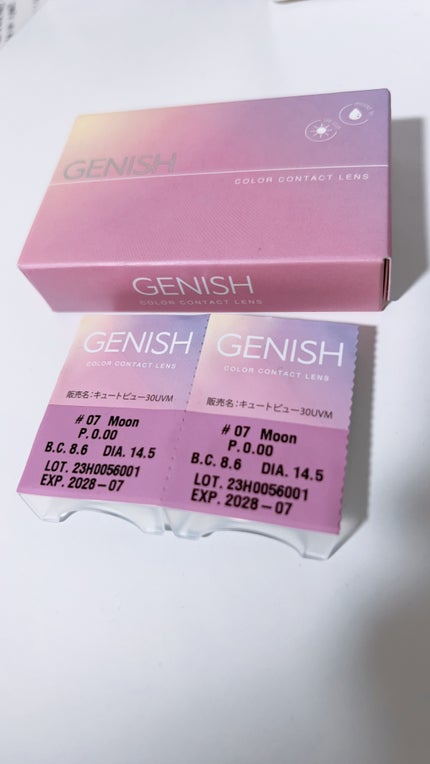 GENISH
COLOR CONTACT LENS
GENISH
COLOR CONTACT LENS
GENISH
COLOR CONTACT LENS
販売名:キュートビュー30UVM
# 07 Moon
P. 0.00
B.C. 8.6 DIA. 14.5
LOT. 23H0056001
EXP. 2028-07
GENISH
COLOR CONTACT LENS
販売名:キュートビュー30UVM
# 07 Moon
P. 0.00
B.C. 8.6 DIA. 14.5
LOT. 23H0056001
EXP. 2028-07